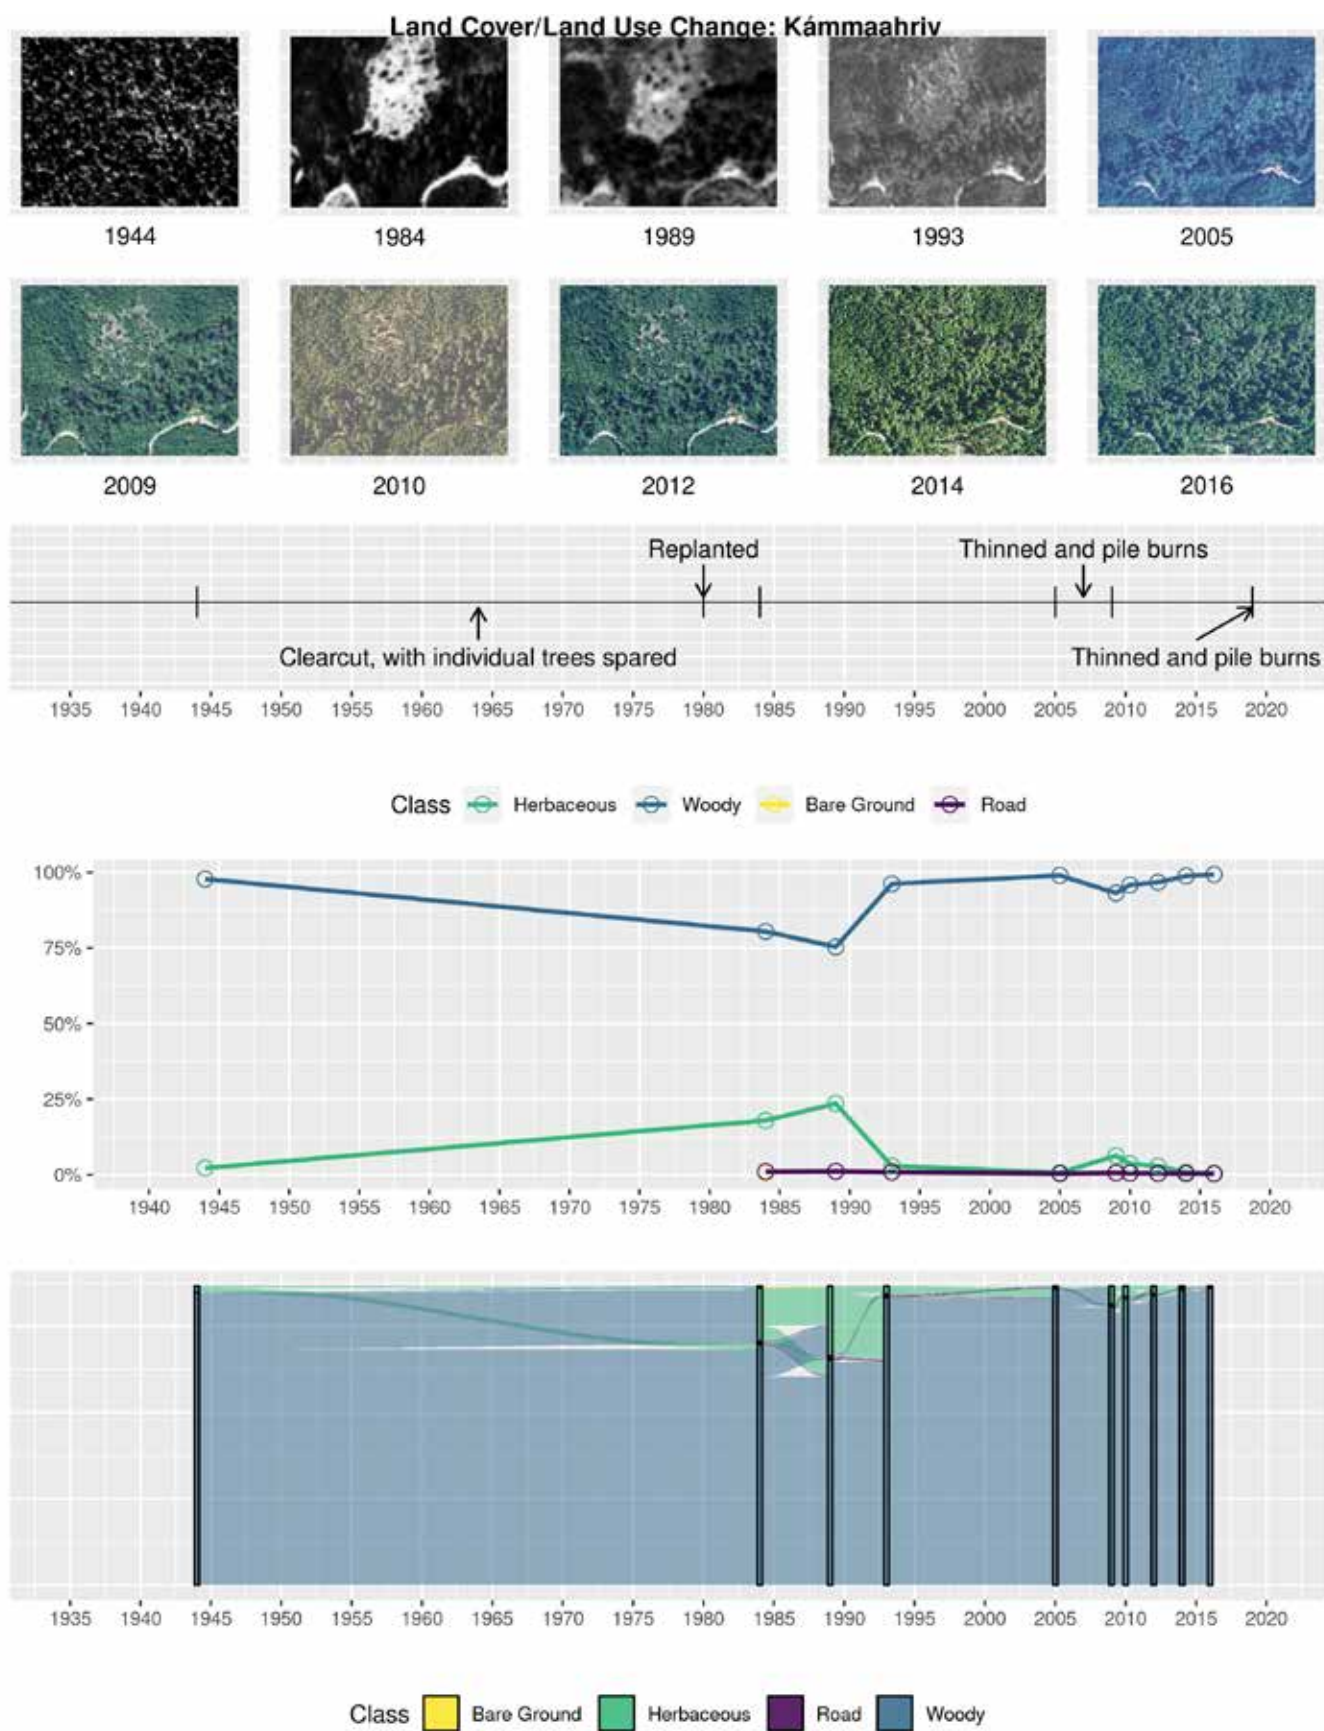 Land Cover/Land Use Change: Kámmaahriv
1944 1984 1989 1993 2005
2009 2010 2012 2014 2016
Replanted Thinned and pile burns
Clearcut, with individual trees spared Thinned and pile burns
1935 1940 1945 1950 1955 1960 1965 1970 1975 1980 1985 1990 1995 2000 2005 2010 2015 2020
Class Herbaceous Woody Bare Ground Road
100%
75%
50%
25%
0%
1940 1945 1950 1955 1960 1965 1970 1975 1980 1985 1990 1995 2000 2005 2010 2015 2020
1935 1940 1945 1950 1955 1960 1965 1970 1975 1980 1985 1990 1995 2000 2005 2010 2015 2020
Class Bare Ground Herbaceous Road Woody